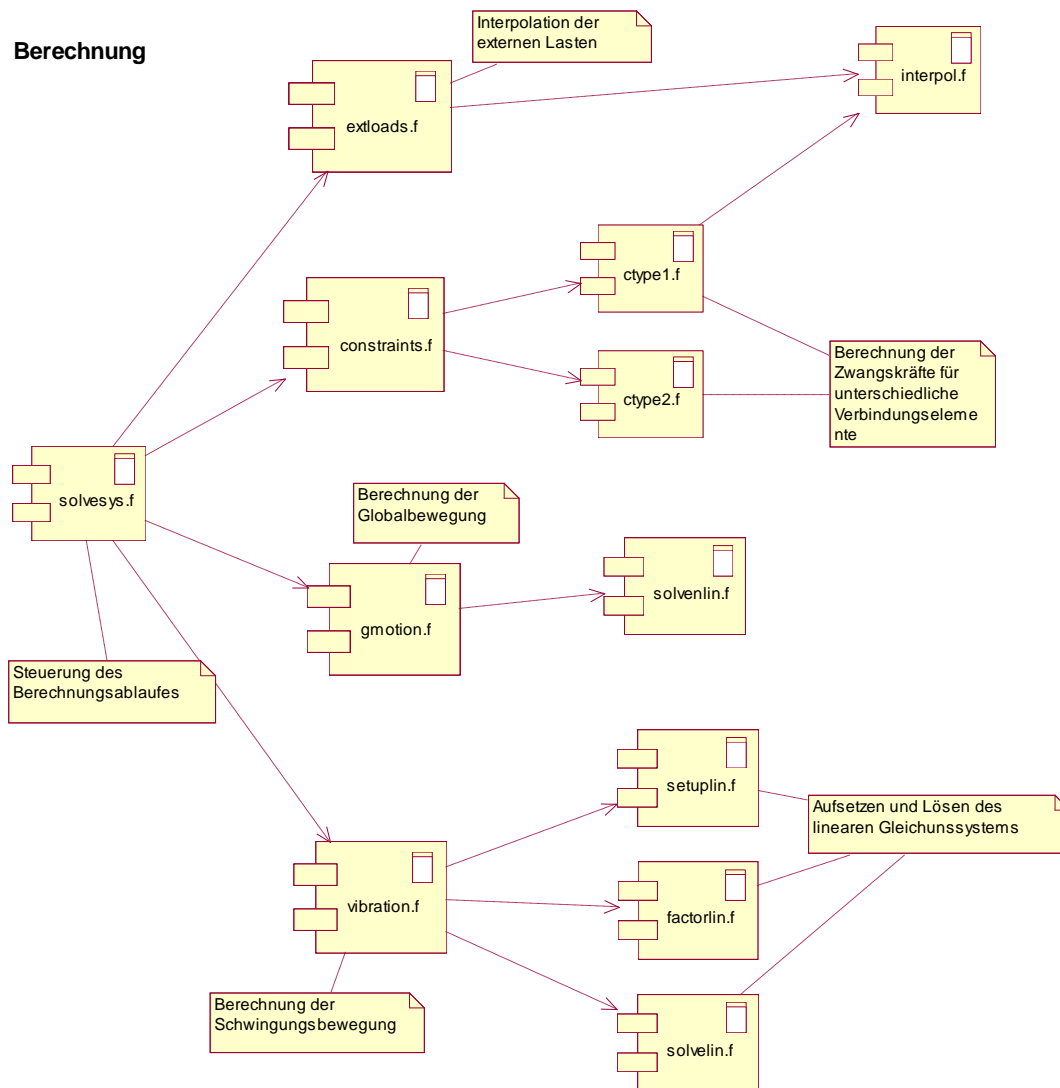 Berechnung
Interpolation der
externen Lasten
extloads.f
interpol.f
ctype1.f
constraints.f
ctype2.f
Berechnung der
Zwangskräfte für
unterschiedliche
Verbindungseleme
nte
solvesys.f
Berechnung der
Globalbewegung
solvenlin.f
gmotion.f
Steuerung des
Berechnungsablaufes
setuplin.f
Aufsetzen und Lösen des
linearen Gleichunssystems
vibration.f
factorlin.f
Berechnung der
Schwingungsbewegung
solvelin.f